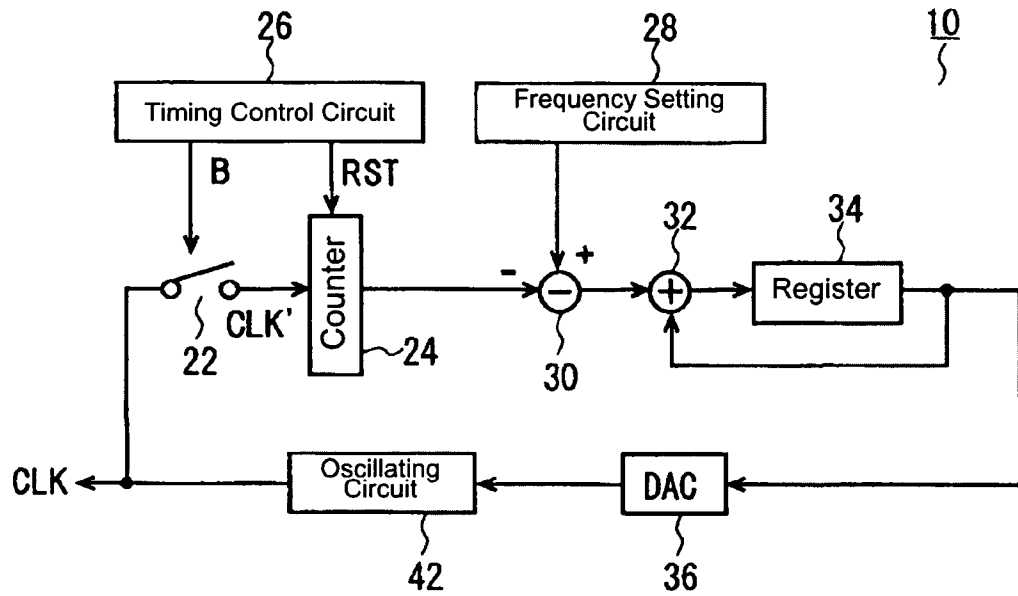 26
28
10
Timing Control Circuit
Frequency Setting
Circuit
B
RST
32
34
+
-
-
+
Register
Counter
22
CLK'
24
30
CLK
Oscillating
Circuit
DAC
42
36